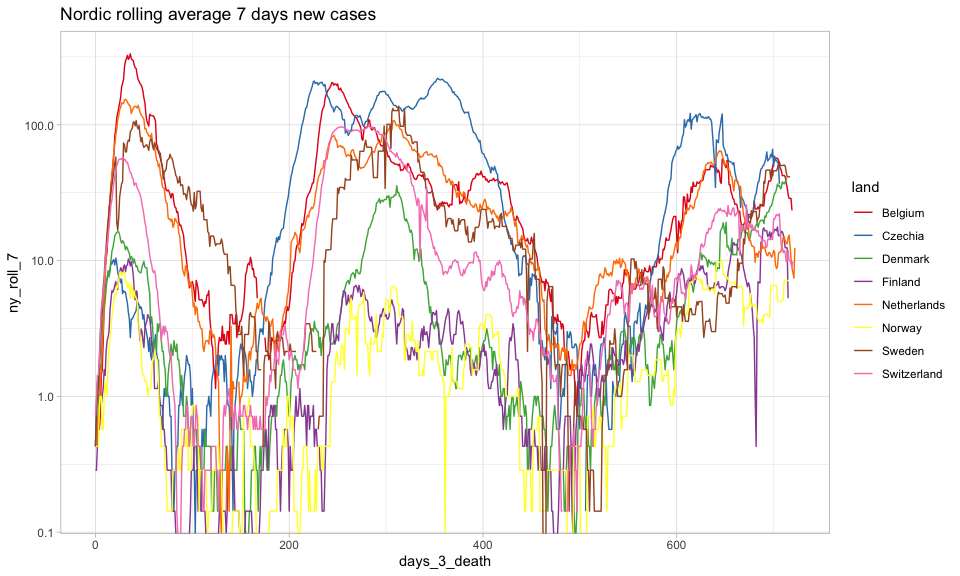 Nordic rolling average 7 days new cases
ny_roll_7
100.0
10.0
1.0
0.1
0
200
400
600
days_3_death
land
Belgium
Czechia
Denmark
Finland
Netherlands
Norway
Sweden
Switzerland